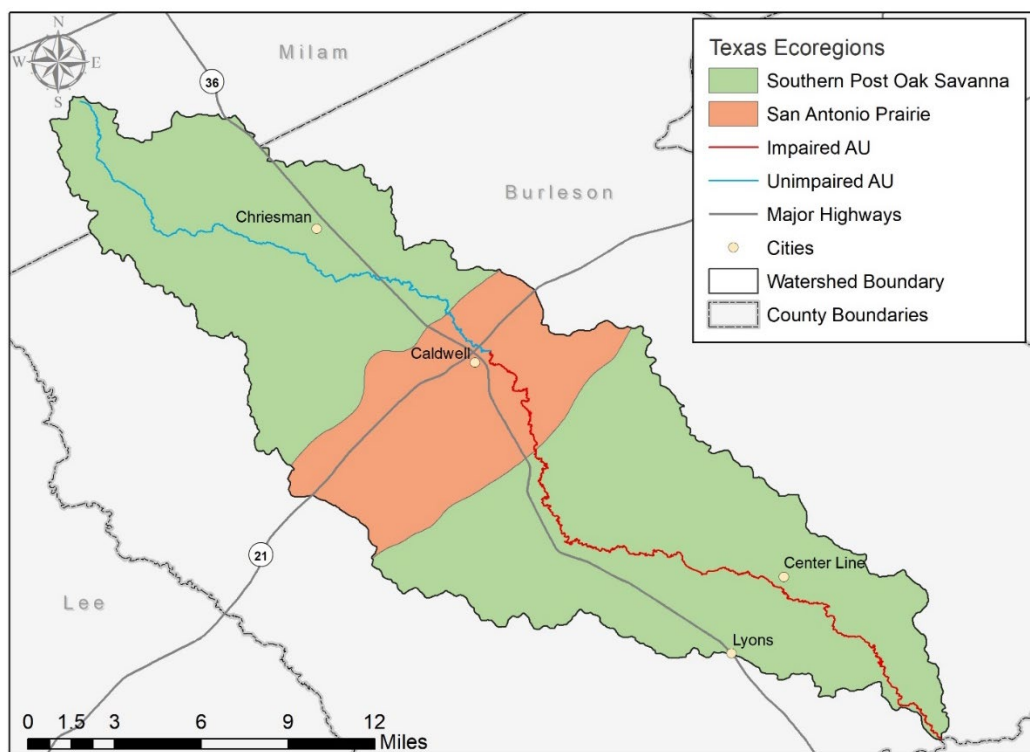 N
W E
S
Milam
36
Burleson
Chriesman
Caldwell
21
Lee
Center Line
Lyons
Texas Ecoregions
Southern Post Oak Savanna
San Antonio Prairie
Impaired AU
Unimpaired AU
Major Highways
Cities
Watershed Boundary
County Boundaries
0 1.5 3 6 9 12
Miles